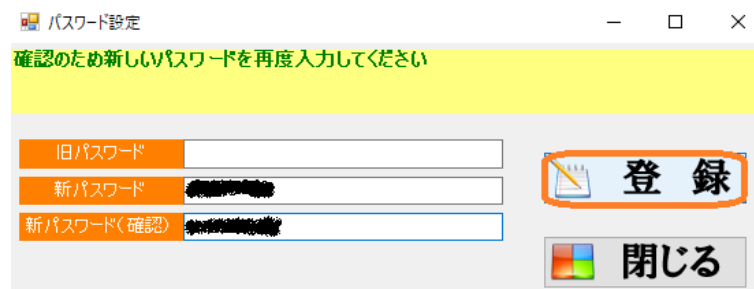 パスワード設定
確認のため新しいパスワードを再度入力してください
旧パスワード
新パスワード
新パスワード(確認)
登 録
閉じる